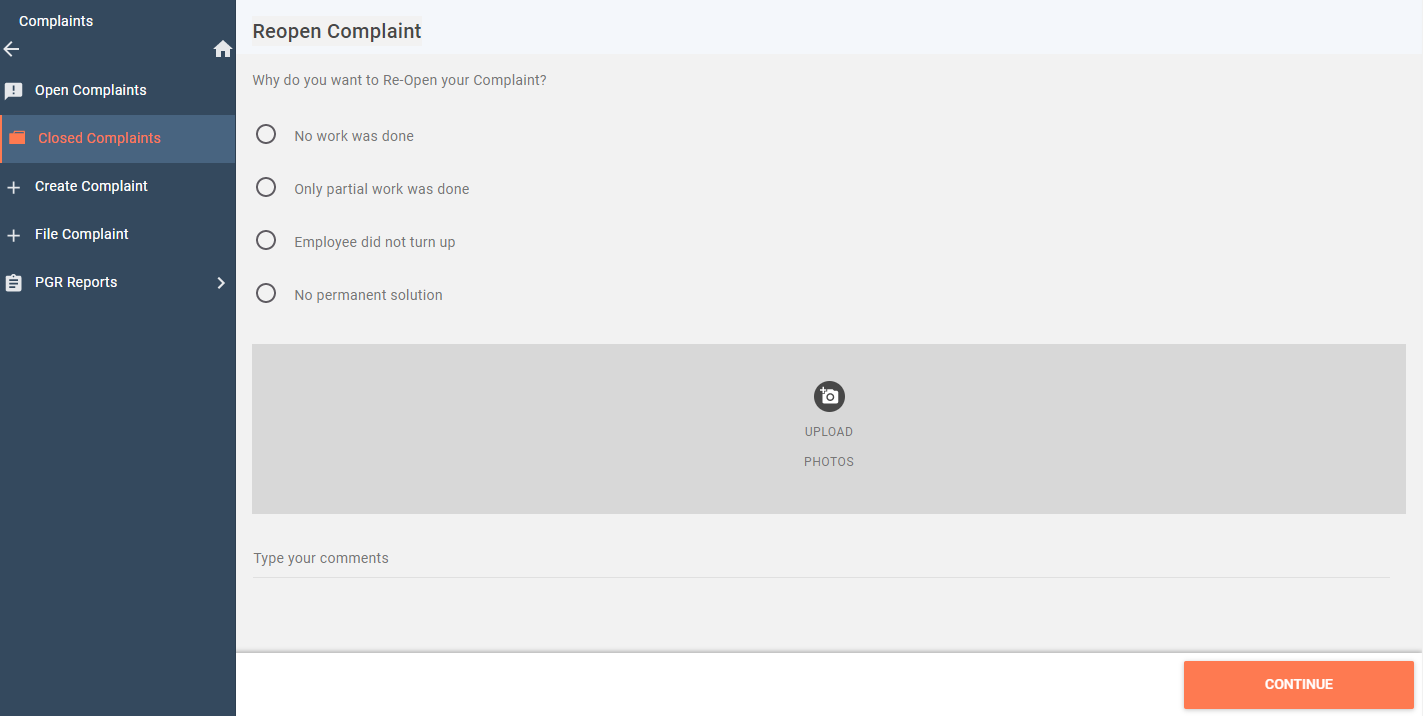 Complaints
Open Complaints
Closed Complaints
Create Complaint
File Complaint
PGR Reports
Reopen Complaint
Why do you want to Re-Open your Complaint?
No work was done
Only partial work was done
Employee did not turn up
No permanent solution
UPLOAD
PHOTOS
Type your comments
CONTINUE